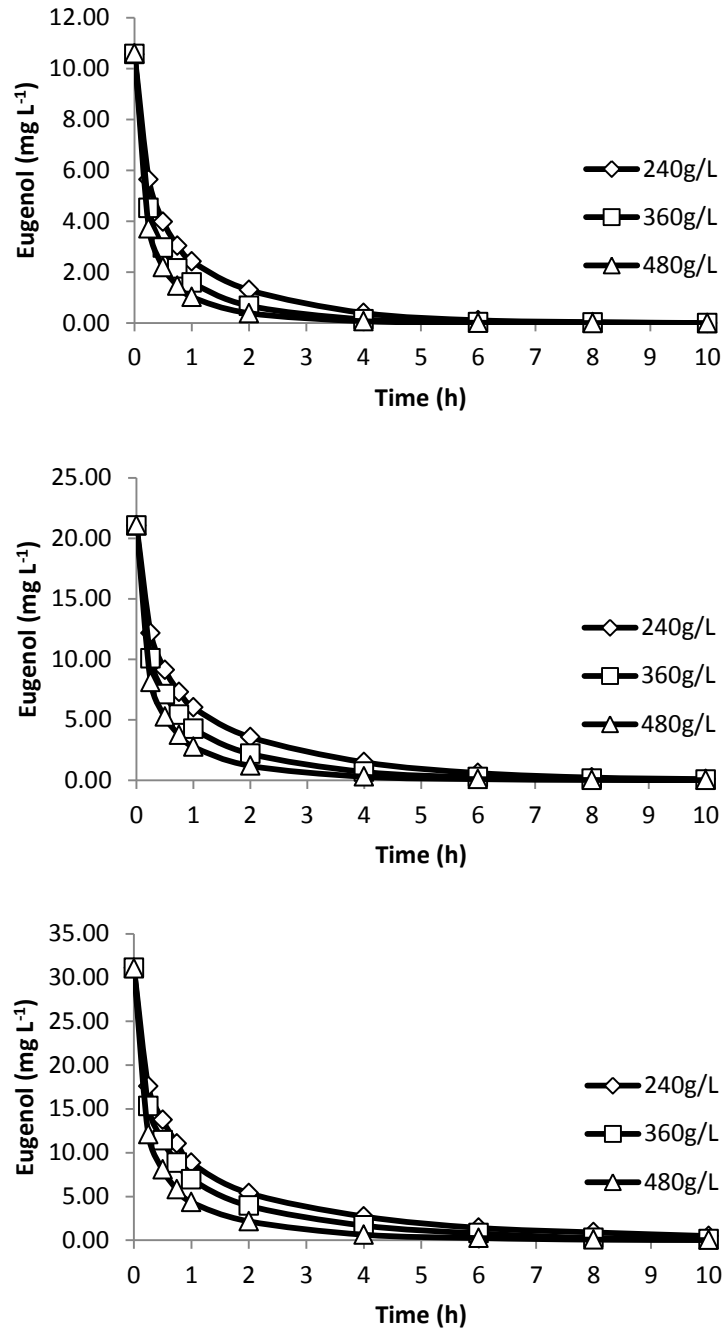 12.00
10.00
8.00
6.00
4.00
2.00
0.00
Eugenol (mg L⁻¹)
240g/L
360g/L
480g/L
0 1 2 3 4 5 6 7 8 9 10
Time (h)
25.00
20.00
15.00
10.00
5.00
0.00
Eugenol (mg L⁻¹)
240g/L
360g/L
480g/L
0 1 2 3 4 5 6 7 8 9 10
Time (h)
35.00
30.00
25.00
20.00
15.00
10.00
5.00
0.00
Eugenol (mg L⁻¹)
240g/L
360g/L
480g/L
0 1 2 3 4 5 6 7 8 9 10
Time (h)